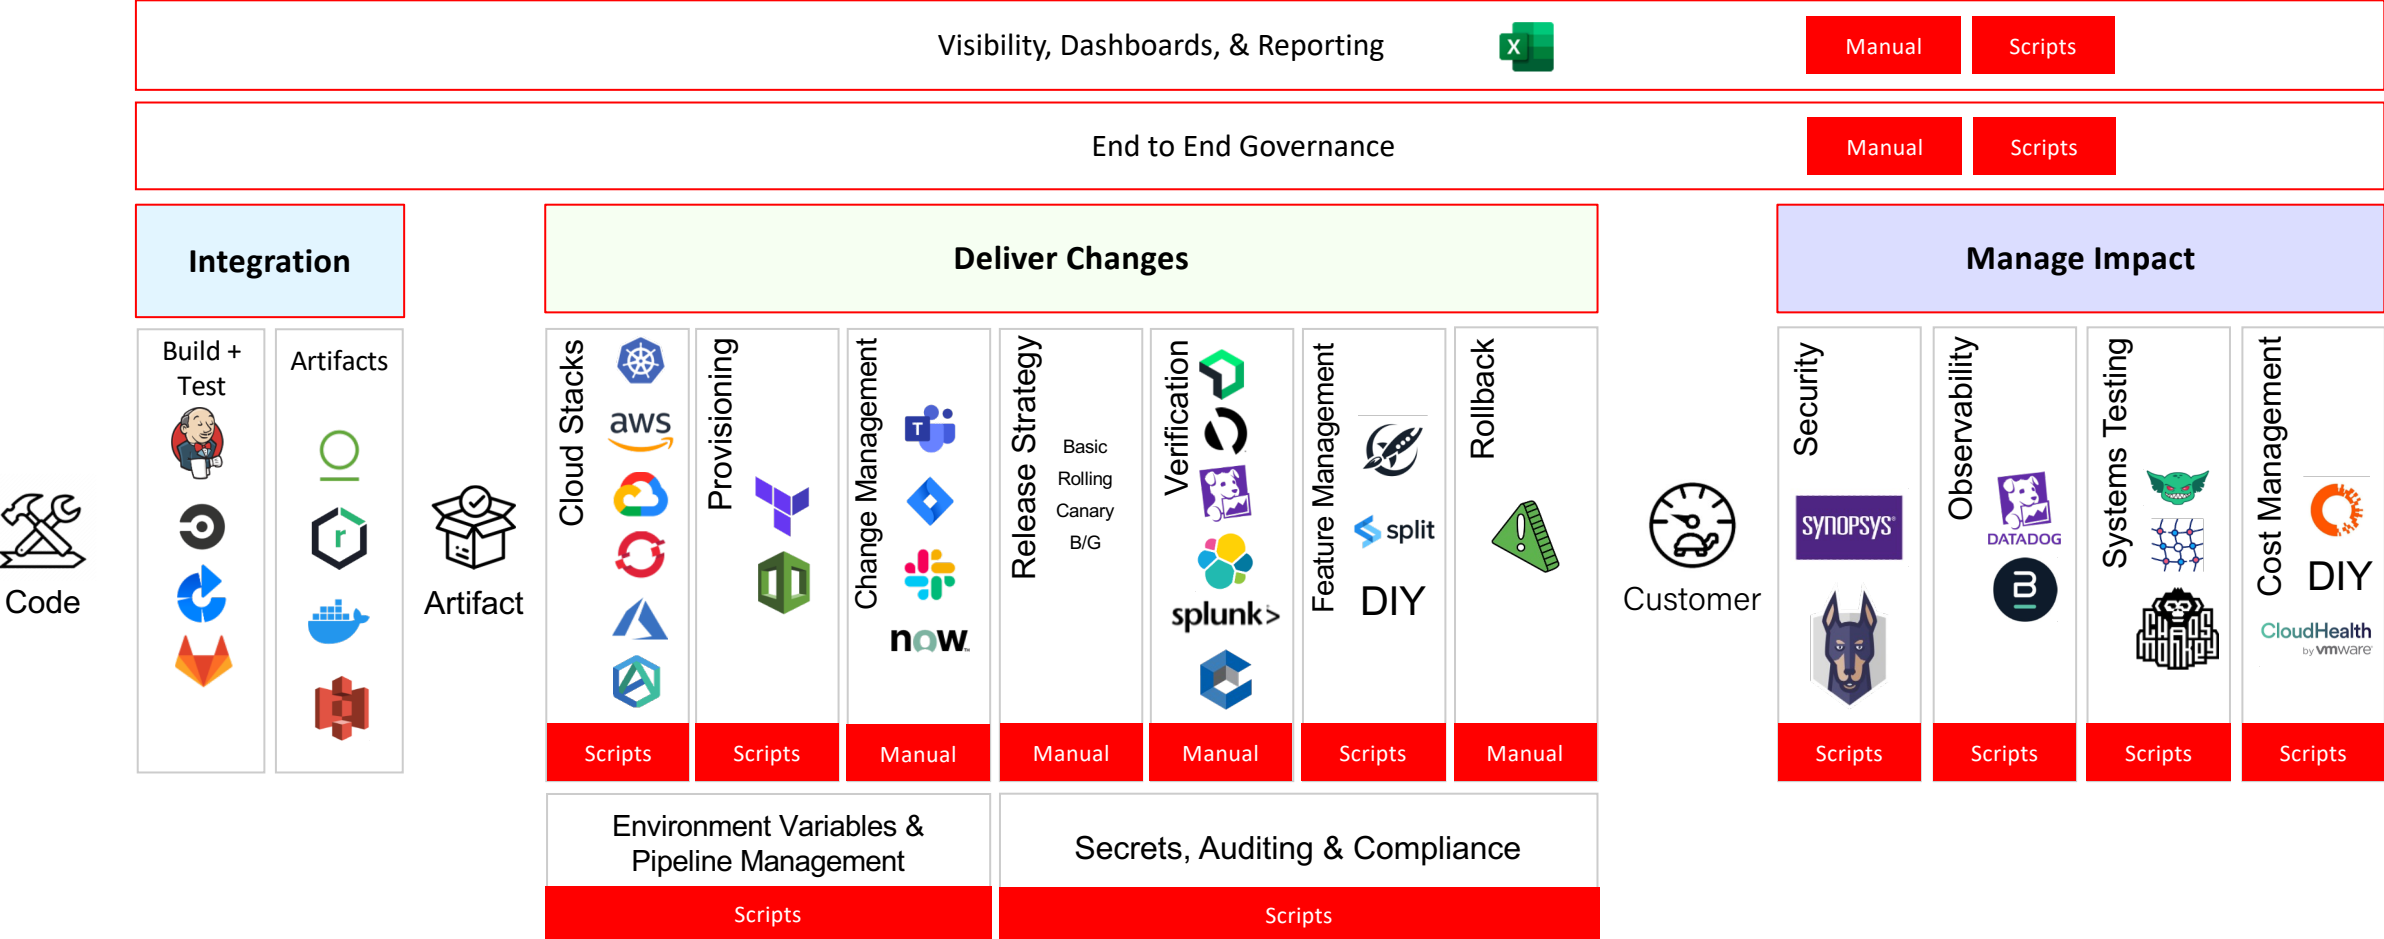 Visibility, Dashboards, & Reporting
X
Manual
Scripts
End to End Governance
Manual
Scripts
Integration
Deliver Changes
Manage Impact
Build +
Test
Artifacts
Code
Artifact
r
Cloud Stacks
aws
Scripts
Provisioning
Scripts
Change Management
T
now
Manual
Release Strategy
Basic
Rolling
Canary
B/G
Manual
Verification
splunk>
Manual
Feature Management
split
DIY
Scripts
Rollback
Manual
Environment Variables &
Pipeline Management
Scripts
Secrets, Auditing & Compliance
Scripts
Customer
Security
SYNOPSYS®
Scripts
Observability
DATADOG
B
Scripts
Systems Testing
CHAOS
MONKEY
Scripts
Cost Management
DIY
CloudHealth
by vmware
Scripts